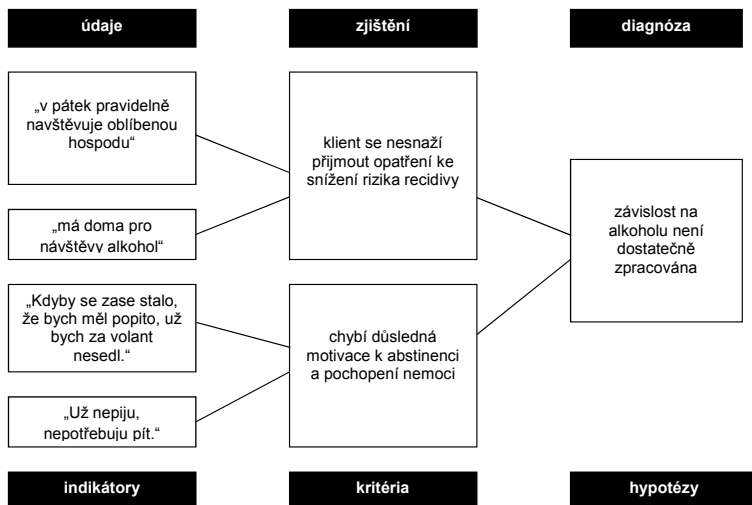 údaje
zjištění
diagnóza
„v pátek pravidelně
navštěvuje oblíbenou
hospodu“
klient se nesnaží
přijmout opatření ke
snížení rizika recidivy
„má doma pro
návštěvy alkohol“
závislost na
alkoholu není
dostatečně
zpracována
„Kdyby se zase stalo,
že bych měl popito, už
bych za volant
nesedl.“
chybí důsledná
motivace k abstinenci
a pochopení nemoci
„Už nepiju,
nepotřebuju pít.“
indikátory
kritéria
hypotézy